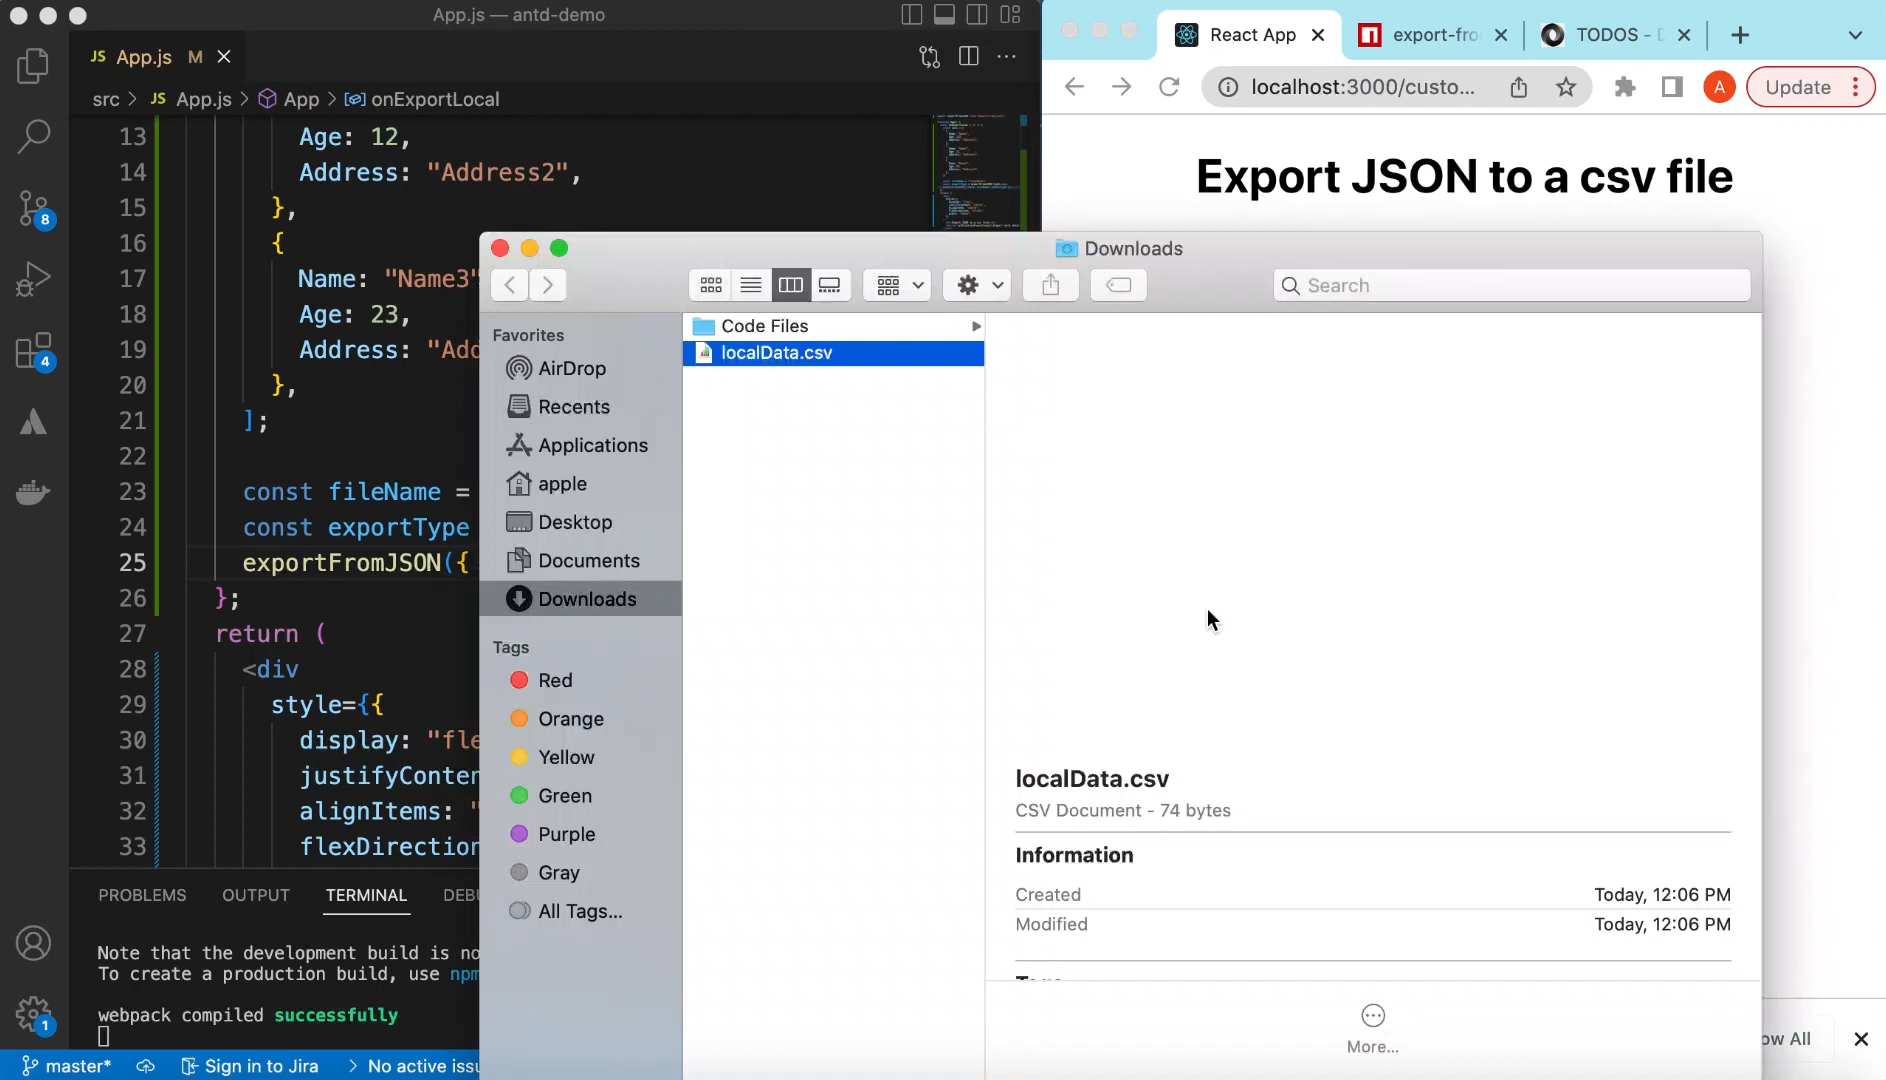 App.js — antd-demo
JS App.js M
src > JS App.js > App > onExportLocal
13 Age: 12,
14 Address: "Address2",
15 },
16 {
17 Name: "Name3"
18 Age: 23,
19 Address: "Add
20 },
21 ];
22
23 const fileName =
24 const exportType
25 exportFromJSON({
26 };
27 return (
28 <div
29 style={{
30 display: "fle
31 justifyConten
32 alignItems: "
33 flexDirection
PROBLEMS OUTPUT TERMINAL DEBU
Note that the development build is no
To create a production build, use npm
webpack compiled successfully
master* Sign in to Jira > No active issu
8
4
1
React App
export-fro
TODOS - D
localhost:3000/custo...
A
Update
Export JSON to a csv file
Downloads
Search
Favorites
AirDrop
Recents
Applications
apple
Desktop
Documents
Downloads
Tags
Red
Orange
Yellow
Green
Purple
Gray
All Tags...
Code Files
localData.csv
localData.csv
CSV Document - 74 bytes
Information
Created Today, 12:06 PM
Modified Today, 12:06 PM
More...
ow All